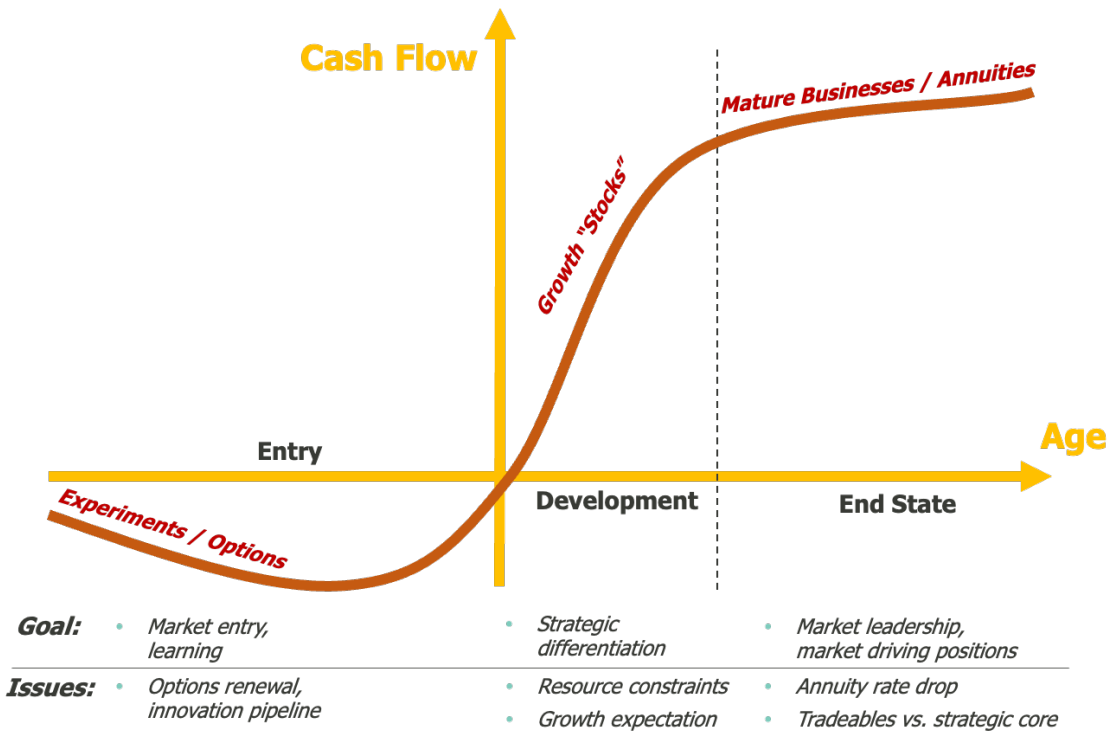 Cash Flow
Mature Businesses / Annuities
Growth “Stocks”
Age
Entry
Development
End State
Experiments / Options
Goal:
• Market entry,
learning
• Strategic
differentiation
• Market leadership,
market driving positions
Issues:
• Options renewal,
innovation pipeline
• Resource constraints
• Growth expectation
• Annuity rate drop
• Tradeables vs. strategic core